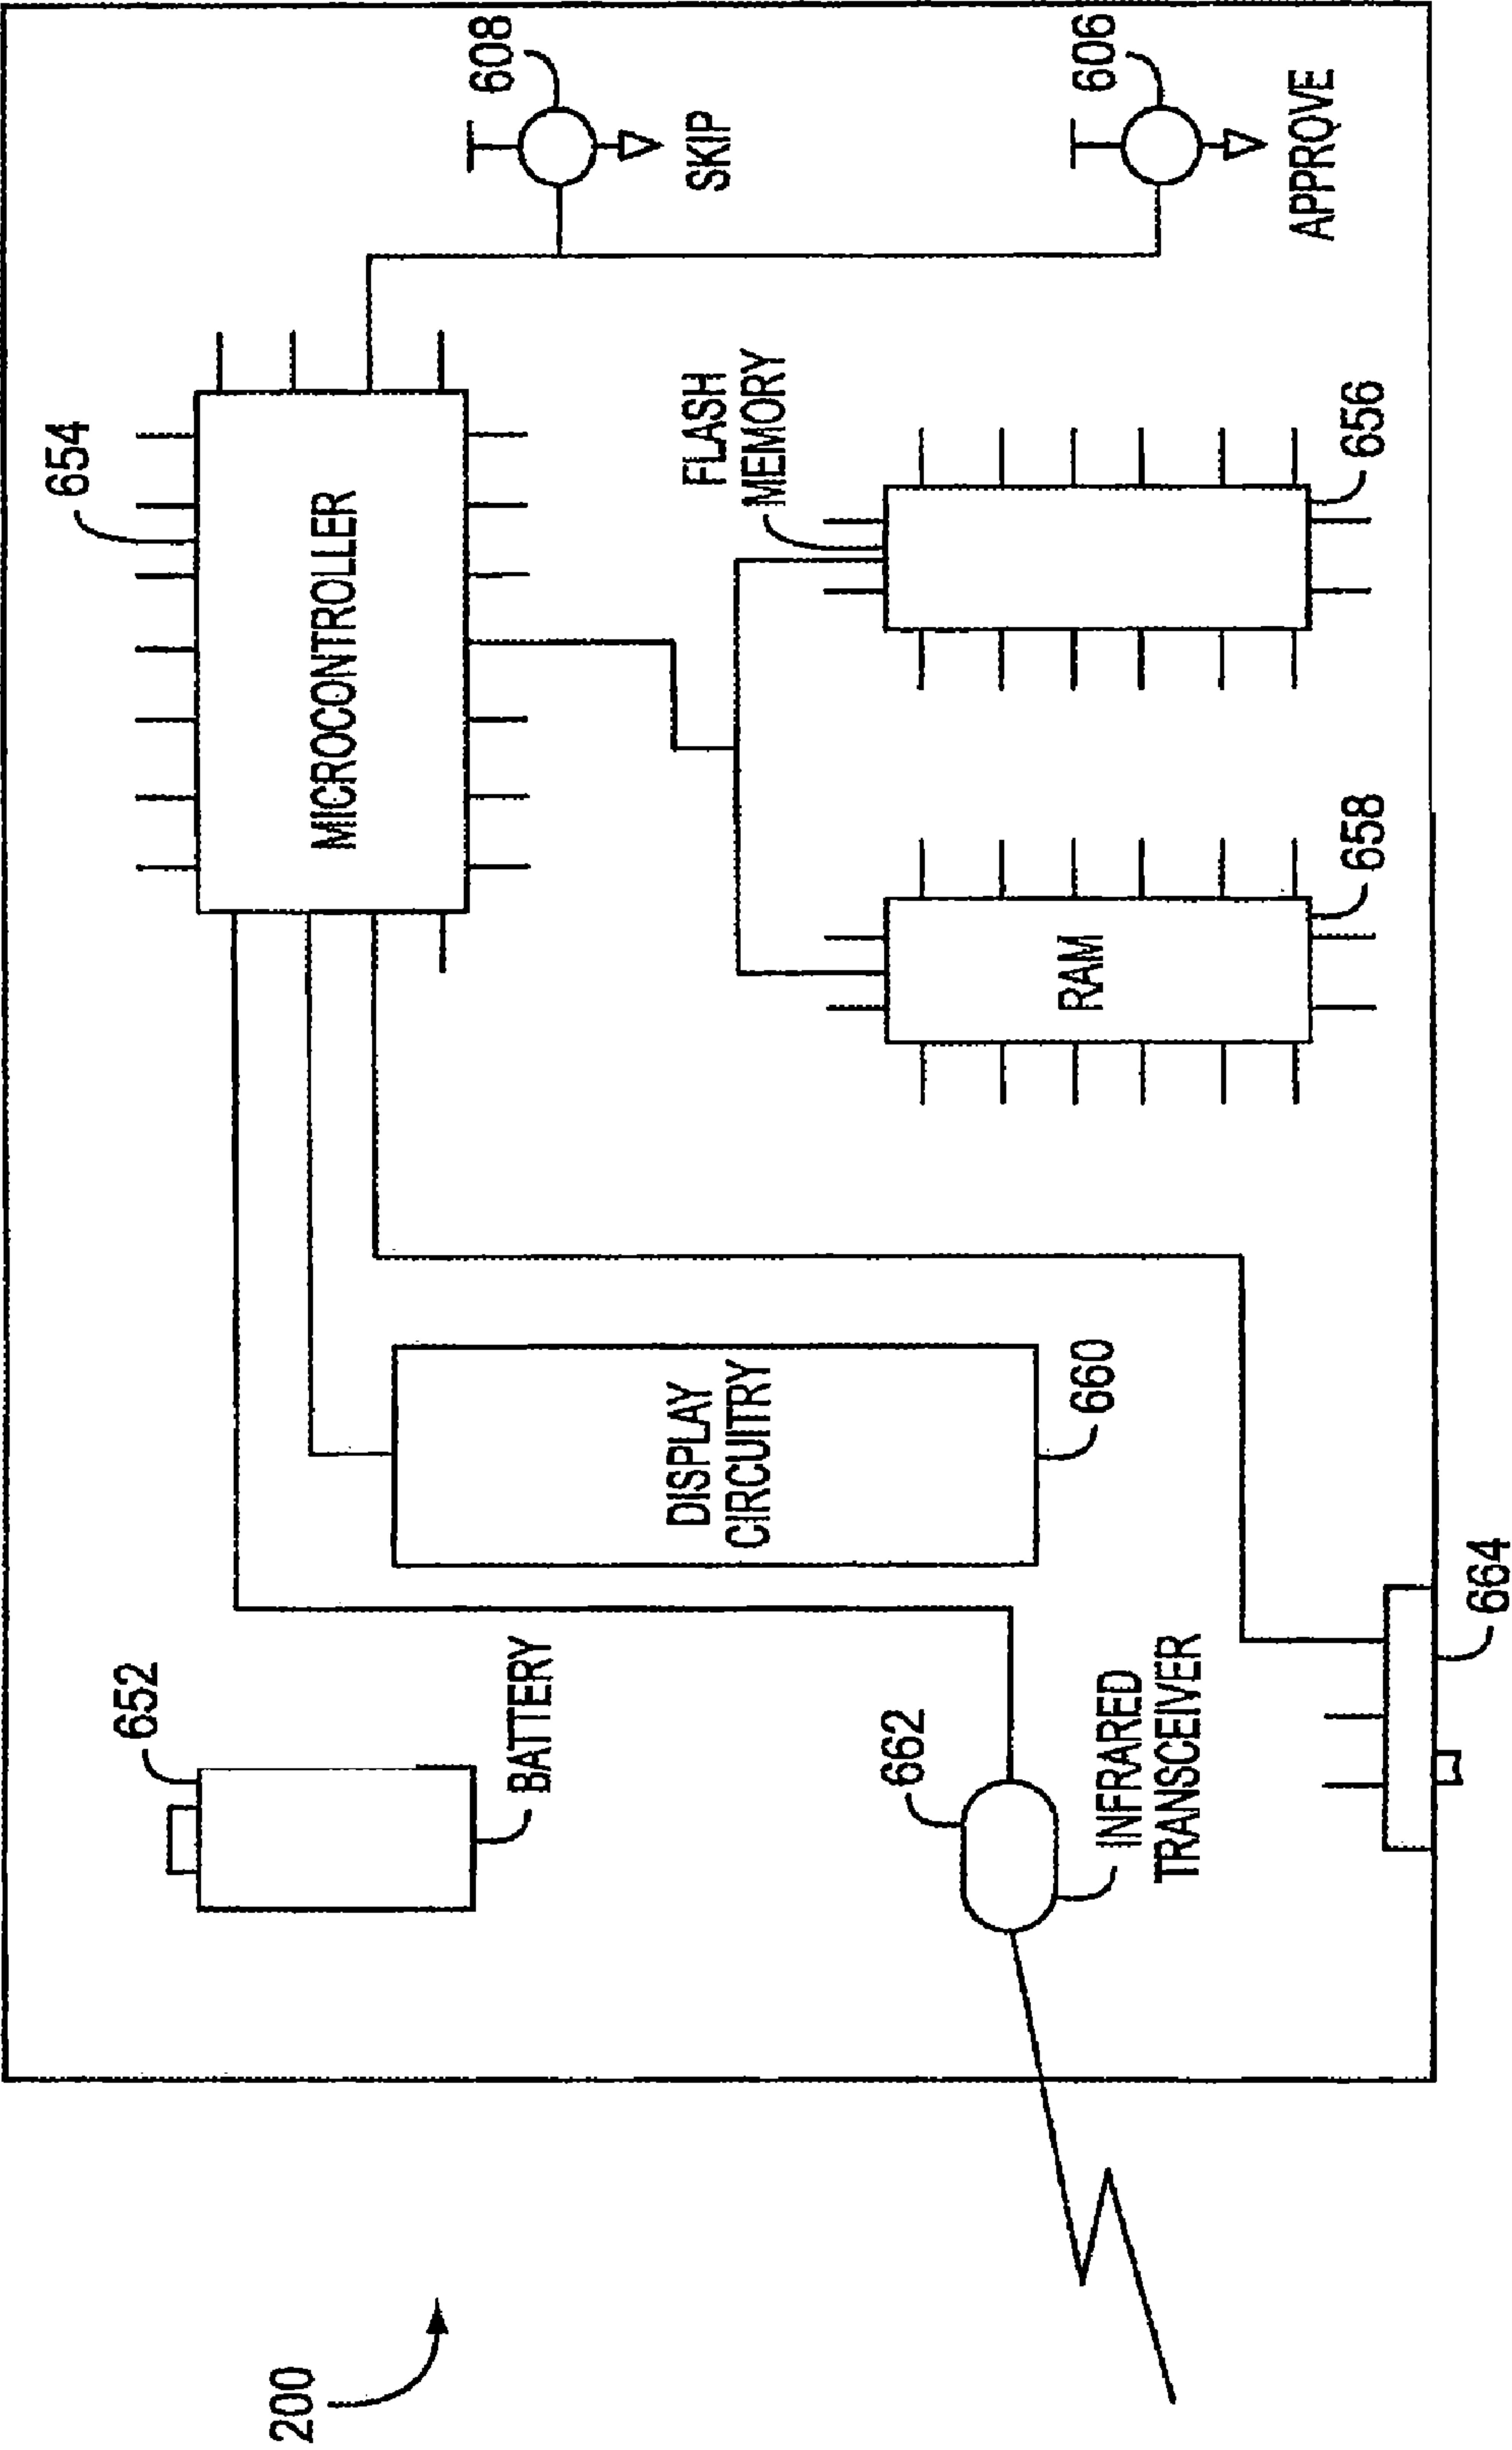 654
652
200
MICROCONTROLLER
608
BATTERY
DISPLAY
CIRCUITRY
FLASH
MEMORY
SKIP
662
660
RAM
606
INFRARED
TRANSCEIVER
APPROVE
658
656
664